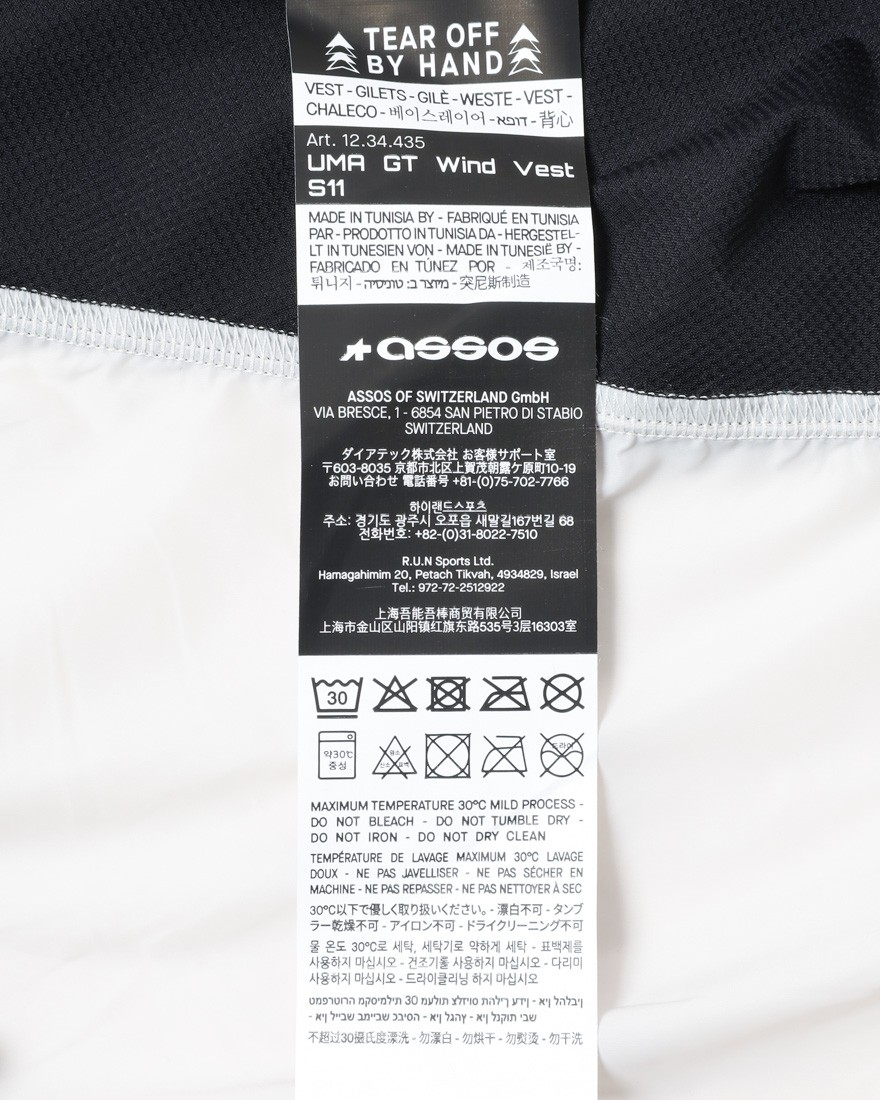 TEAR OFF
BY HAND
VEST - GILETS - GILÈ - WESTE - VEST -
CHALECO - 베이스레이어 - דופא - 背心
Art. 12.34.435
UMA GT Wind Vest
S11
MADE IN TUNISIA BY - FABRIQUÉ EN TUNISIA
PAR - PRODOTTO IN TUNISIA DA - HERGESTEL-
LT IN TUNESIEN VON - MADE IN TUNESIË BY -
FABRICADO EN TÚNEZ POR - 제조국명:
튀니지 - מיוצר ב: טוניסיה - 突尼斯制造
assos
ASSOS OF SWITZERLAND GmbH
VIA BRESCE, 1 - 6854 SAN PIETRO DI STABIO
SWITZERLAND
ダイアテック株式会社 お客様サポート室
〒603-8035 京都市北区上賀茂朝露ケ原町10-19
お問い合わせ 電話番号 +81-(0)75-702-7766
하이랜드스포츠
주소: 경기도 광주시 오포읍 새말길167번길 68
전화번호: +82-(0)31-8022-7510
R.U.N Sports Ltd.
Hamagahimim 20, Petach Tikvah, 4934829, Israel
Tel.: 972-72-2512922
上海吾能吾棒商贸有限公司
上海市金山区山阳镇红旗东路535号3层16303室
30
약30℃
중성
드라이
MAXIMUM TEMPERATURE 30°C MILD PROCESS -
DO NOT BLEACH - DO NOT TUMBLE DRY -
DO NOT IRON - DO NOT DRY CLEAN
TEMPÉRATURE DE LAVAGE MAXIMUM 30°C LAVAGE
DOUX - NE PAS JAVELLISER - NE PAS SÉCHER EN
MACHINE - NE PAS REPASSER - NE PAS NETTOYER À SEC
30℃以下で優しく取り扱いください。- 漂白不可 - タンブ
ラー乾燥不可 - アイロン不可 - ドライクリーニング不可
물 온도 30℃로 세탁, 세탁기로 약하게 세탁 - 표백제를
사용하지 마십시오 - 건조기를 사용하지 마십시오 - 다리미
사용하지 마십시오 - 드라이클리닝 하지 마십시오
טמפרטורה מקסימלית 30 מעלות צלזיוס תהליך עדין - אין להלבין
- אין לייבש במייבש כביסה - אין לגהץ - אין לנקות ניקוי יבש
不超过30摄氏度漂洗 - 勿漂白 - 勿烘干 - 勿熨烫 - 勿干洗